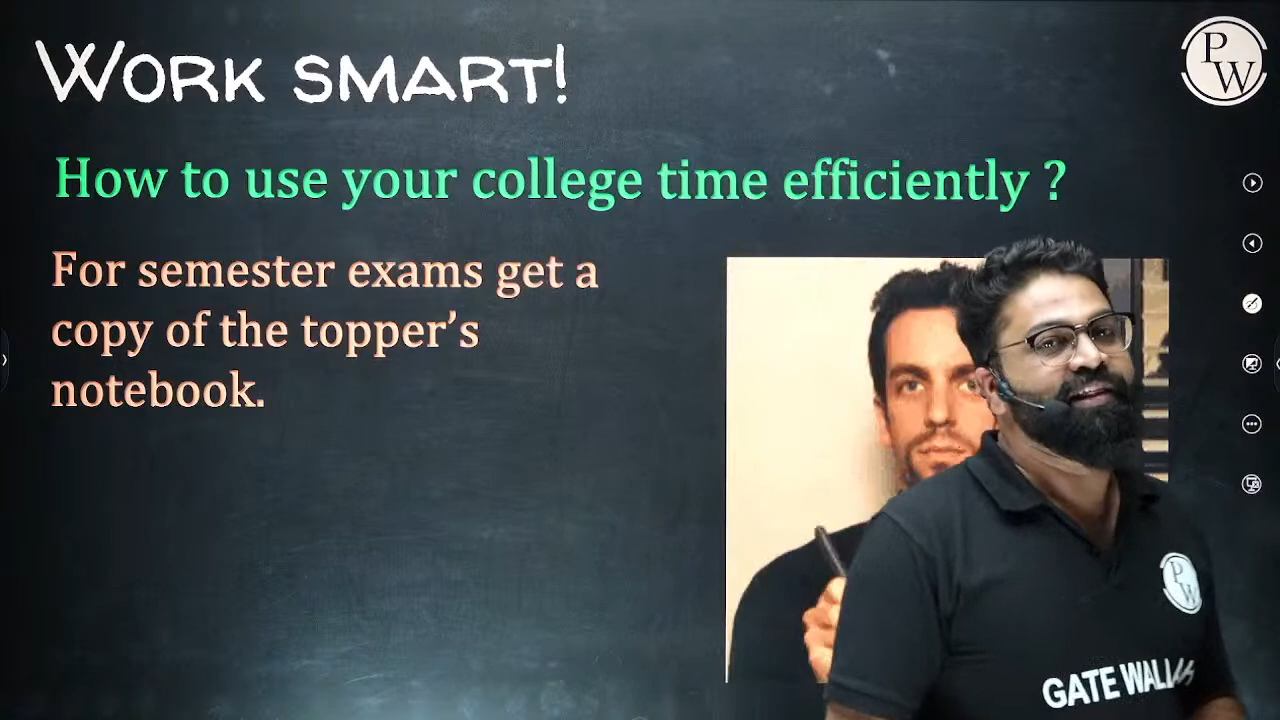 WORK SMART!
PW
How to use your college time efficiently ?
For semester exams get a
copy of the topper's
notebook.
PW
GATE WALLAH